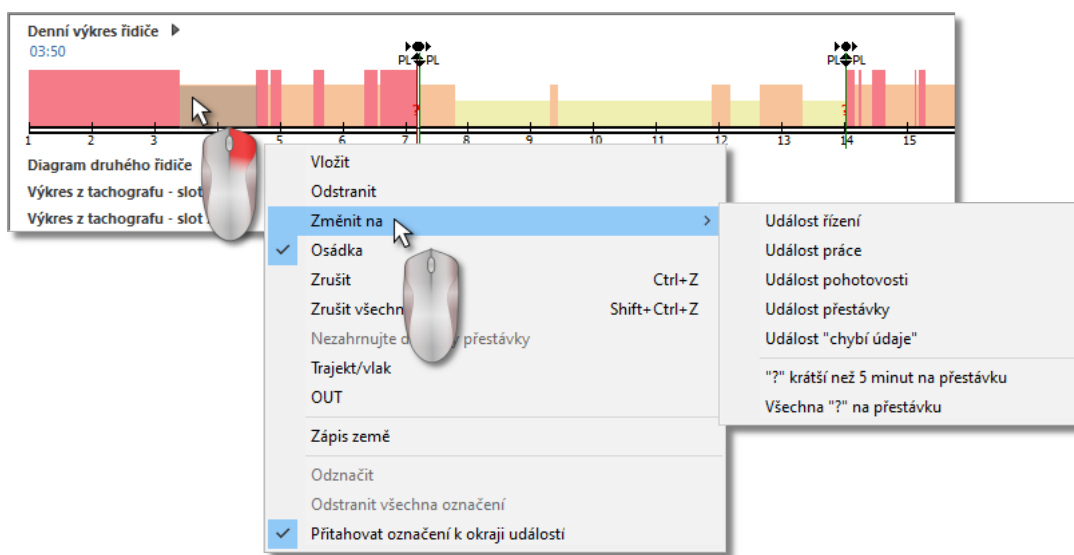 Denní výkres řidiče
03:50
PL PL
PL PL
? ?
1 2 3 5 6 7 8 9 10 11 12 13 14 15
Diagram druhého řidiče
Výkres z tachografu - slot
Výkres z tachografu - slot
Vložit
Odstranit
Změnit na
Osádka
Zrušit Ctrl+Z
Zrušit Shift+Ctrl+Z
Nezahrnujte přestávky
Trajekt/vlak
OUT
Zápis země
Odznačit
Odstranit všechna označení
Přitahovat označení k okraji událostí
Událost řízení
Událost práce
Událost pohotovosti
Událost přestávky
Událost "chybí údaje"
"?" krátší než 5 minut na přestávku
Všechna "?" na přestávku